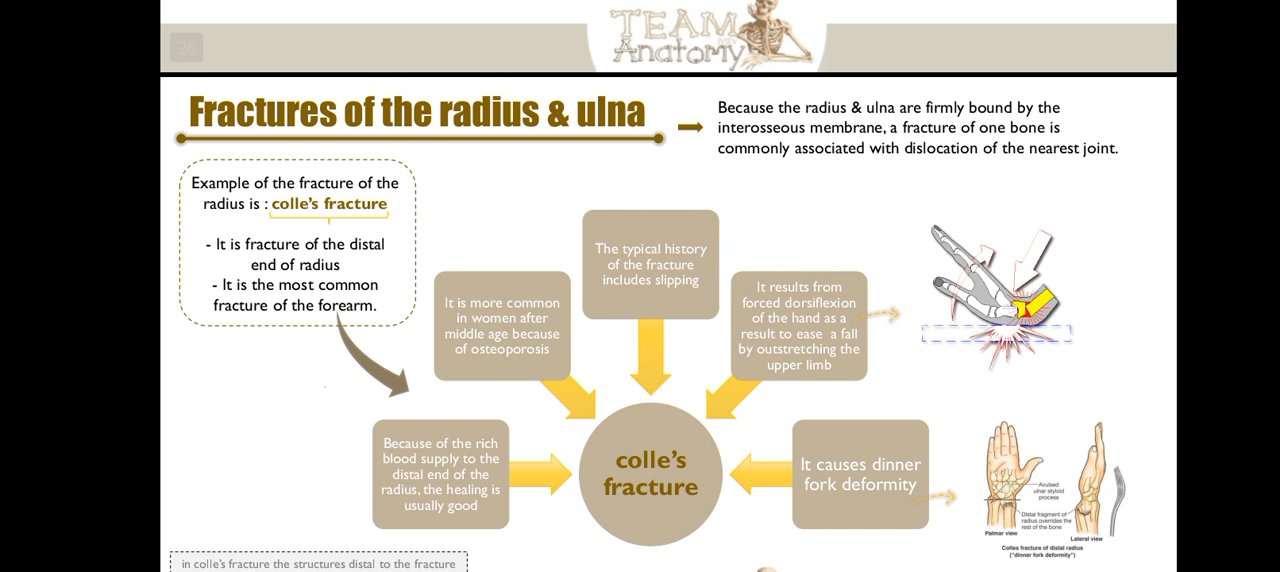 26
TEAM
Anatomy
Fractures of the radius & ulna
Because the radius & ulna are firmly bound by the
interosseous membrane, a fracture of one bone is
commonly associated with dislocation of the nearest joint.
Example of the fracture of the
radius is : colle's fracture
- It is fracture of the distal
end of radius
- It is the most common
fracture of the forearm.
It is more common
in women after
middle age because
of osteoporosis
The typical history
of the fracture
includes slipping
It results from
forced dorsiflexion
of the hand as a
result to ease a fall
by outstretching the
upper limb
Because of the rich
blood supply to the
distal end of the
radius, the healing is
usually good
colle's
fracture
It causes dinner
fork deformity
Avulsed
ulnar styloid
process
Distal fragment of
radius overrides the
rest of the bone
Palmar view
Lateral view
Colles fracture of distal radius
("dinner fork deformity")
in colle's fracture the structures distal to the fracture